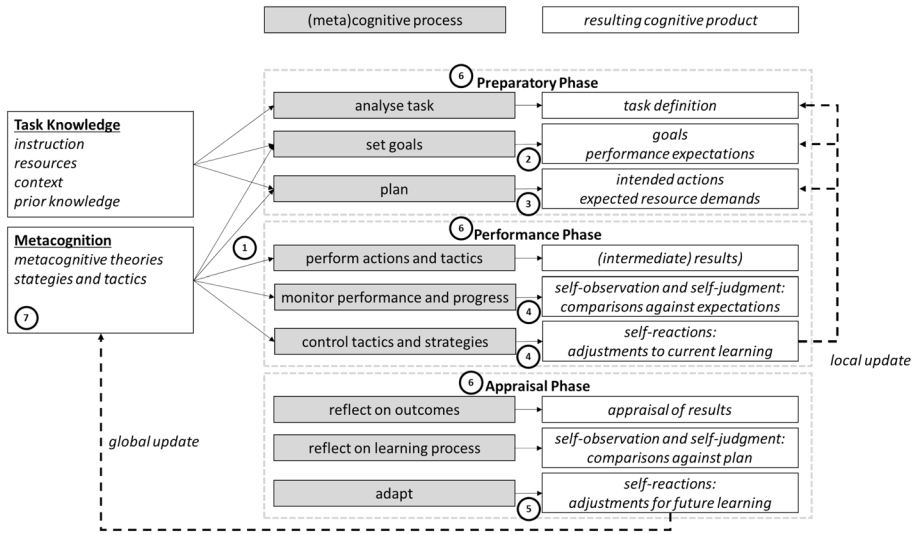 (meta)cognitive process
resulting cognitive product
6
Preparatory Phase
analyse task
task definition
set goals
2
goals
performance expectations
plan
3
intended actions
expected resource demands
Task Knowledge
instruction
resources
context
prior knowledge
Metacognition
metacognitive theories
stategies and tactics
7
1
6
Performance Phase
perform actions and tactics
(intermediate) results)
monitor performance and progress
4
self-observation and self-judgment:
comparisons against expectations
control tactics and strategies
4
self-reactions:
adjustments to current learning
local update
6
Appraisal Phase
reflect on outcomes
appraisal of results
reflect on learning process
self-observation and self-judgment:
comparisons against plan
adapt
5
self-reactions:
adjustments for future learning
global update